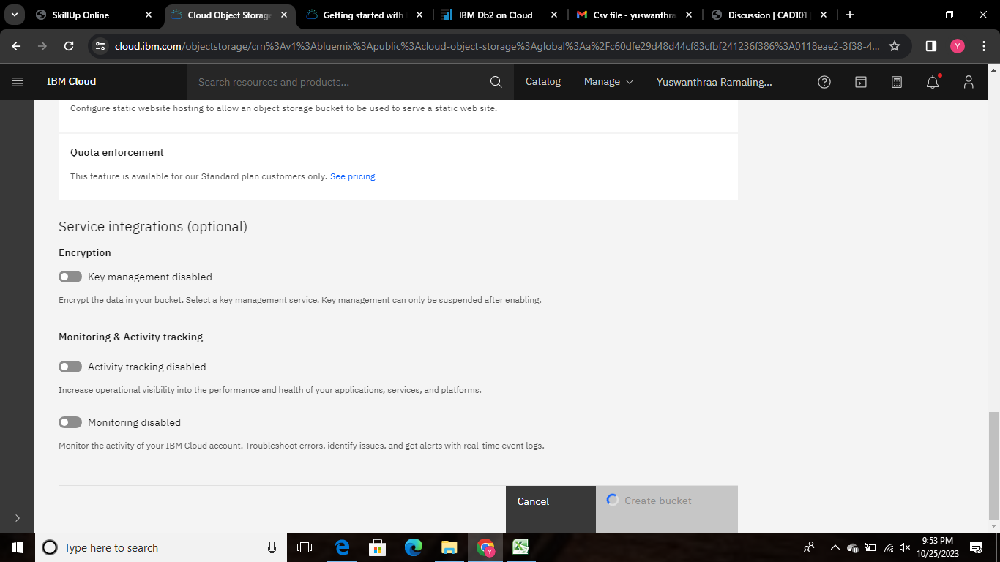 SkillUp Online
Cloud Object Storage
Getting started with
IBM Db2 on Cloud
Csv file - yuswanthra
Discussion | CAD101
cloud.ibm.com/objectstorage/crn%3Av1%3Abluemix%3Apublic%3Acloud-object-storage%3Aglobal%3Aa%2Fc60dfe29d48d44cf83cfbf241236f386%3A0118eae2-3f38-4...
Y
IBM Cloud
Search resources and products...
Catalog
Manage
Yuswanthraa Ramaling...
Configure static website hosting to allow an object storage bucket to be used to serve a static web site.
Quota enforcement
This feature is available for our Standard plan customers only. See pricing
Service integrations (optional)
Encryption
Key management disabled
Encrypt the data in your bucket. Select a key management service. Key management can only be suspended after enabling.
Monitoring & Activity tracking
Activity tracking disabled
Increase operational visibility into the performance and health of your applications, services, and platforms.
Monitoring disabled
Monitor the activity of your IBM Cloud account. Troubleshoot errors, identify issues, and get alerts with real-time event logs.
Cancel
Create bucket
Type here to search
9:53 PM
10/25/2023